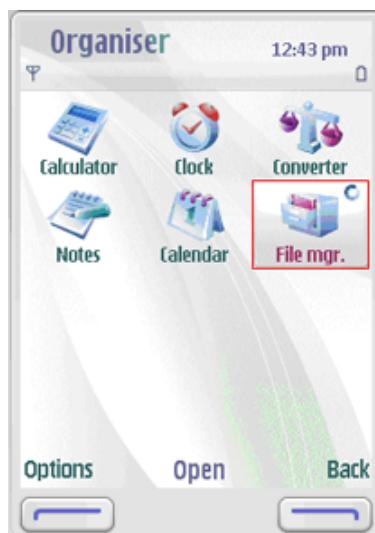 Organiser 12:43 pm
Calculator Clock Converter
Notes Calendar File mgr.
Options Open Back